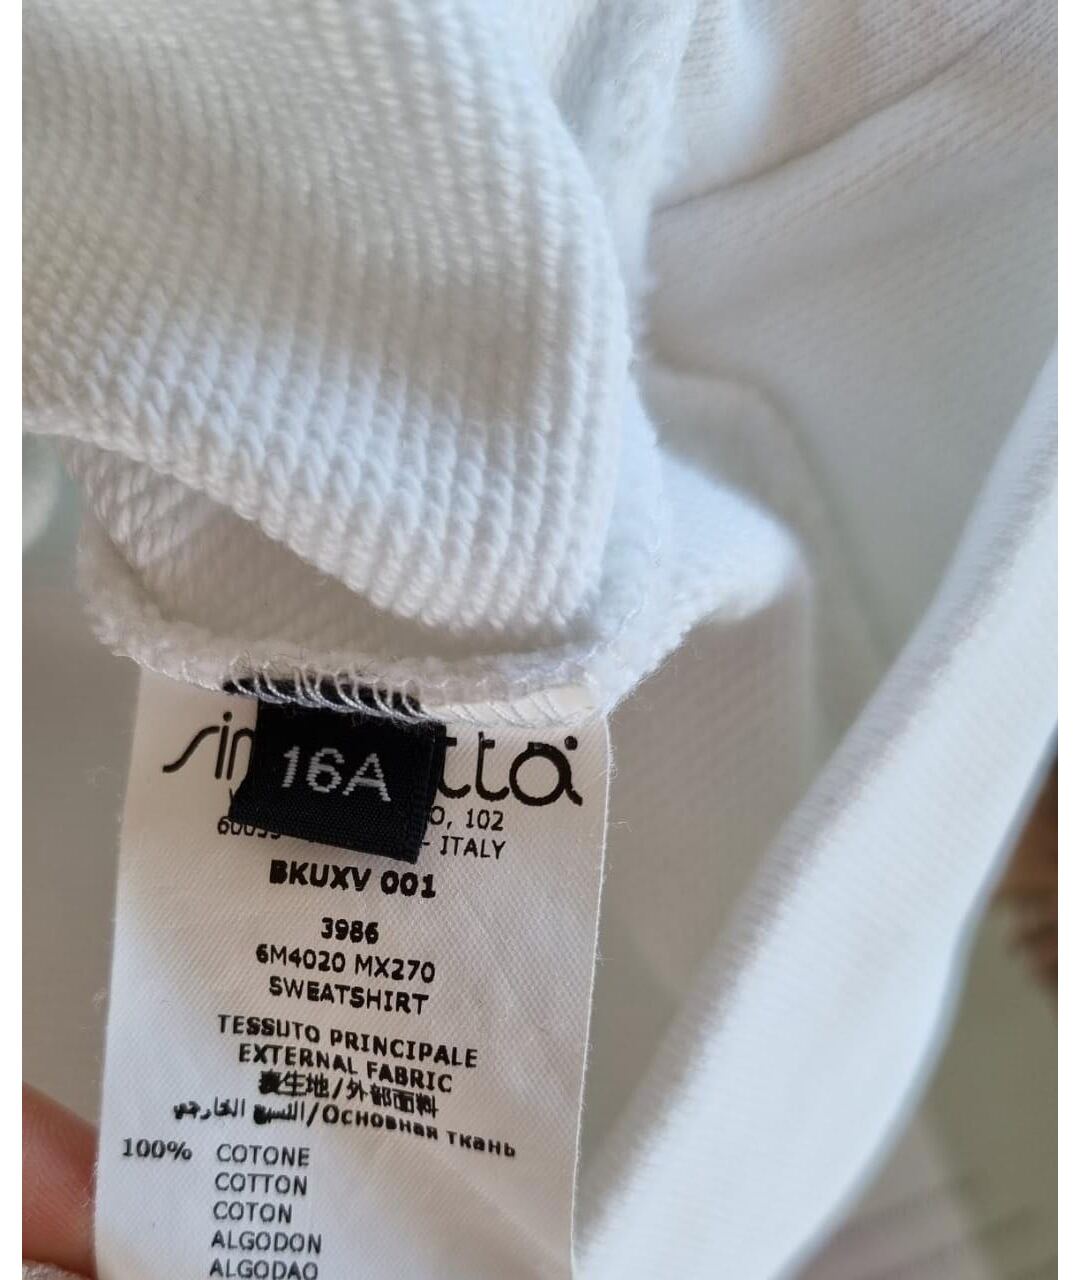 16A
O, 102
- ITALY
BKUXV 001
3986
6M4020 MX270
SWEATSHIRT
TESSUTO PRINCIPALE
EXTERNAL FABRIC
表生地/外部面料
النسيج الخارجي/Основная ткань
100% COTONE
COTTON
COTON
ALGODON
ALGODAO